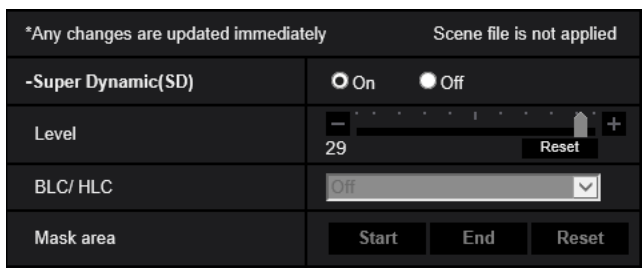 *Any changes are updated immediately Scene file is not applied
-Super Dynamic(SD) On Off
Level - +
29 Reset
BLC/ HLC Off
Mask area Start End Reset